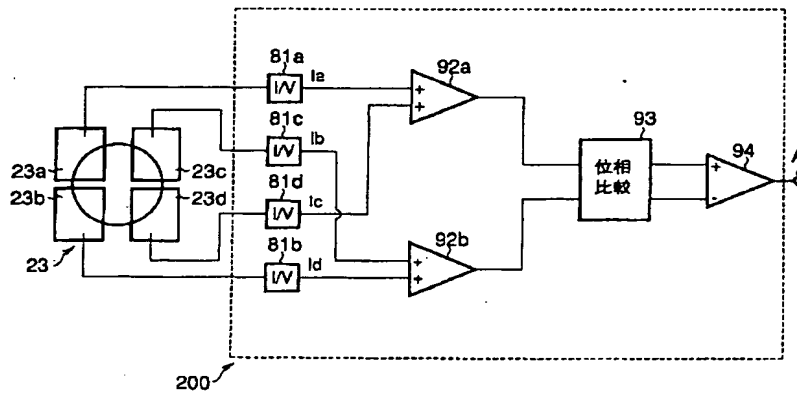 81a
I/V
Ia
92a
+
+
81c
I/V
Ib
93
位相
比較
94
+
-
A
23a
23c
23b
23d
81d
I/V
Ic
81b
I/V
Id
92b
+
+
23
200